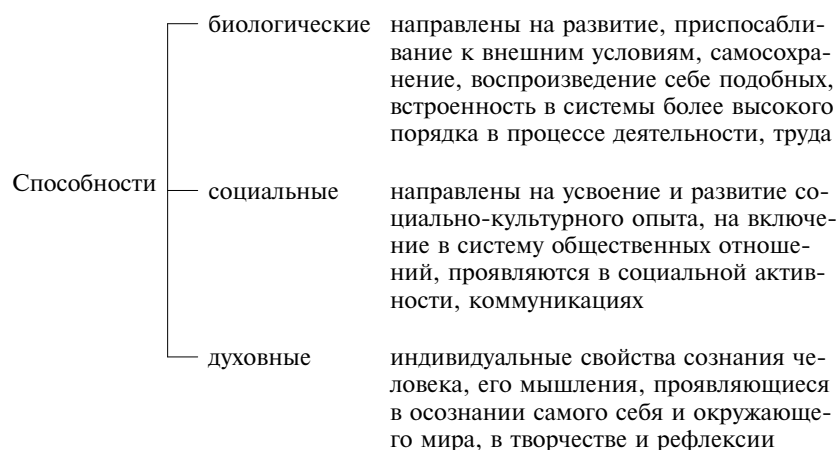 биологические направлены на развитие, приспосабли-
вание к внешним условиям, самосохра-
нение, воспроизведение себе подобных,
встроенность в системы более высокого
порядка в процессе деятельности, труда
Способности
социальные направлены на усвоение и развитие со-
циально-культурного опыта, на включе-
ние в систему общественных отноше-
ний, проявляются в социальной актив-
ности, коммуникациях
духовные индивидуальные свойства сознания че-
ловека, его мышления, проявляющиеся
в осознании самого себя и окружающе-
го мира, в творчестве и рефлексии